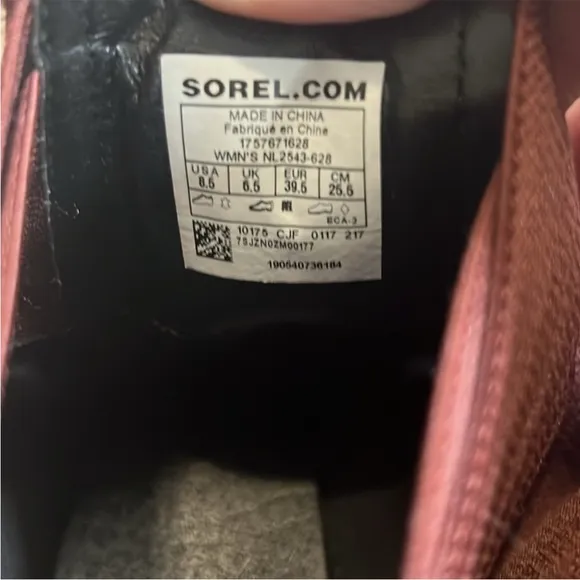 SOREL.COM
MADE IN CHINA
Fabriqué en Chine
1757671628
WMN'S NL2543-628
USA UK EUR CM
8.5 6.5 39.5 25.5
ECA-3
10175 CJF 0117 217
7SJZN0ZM00177
190540736184